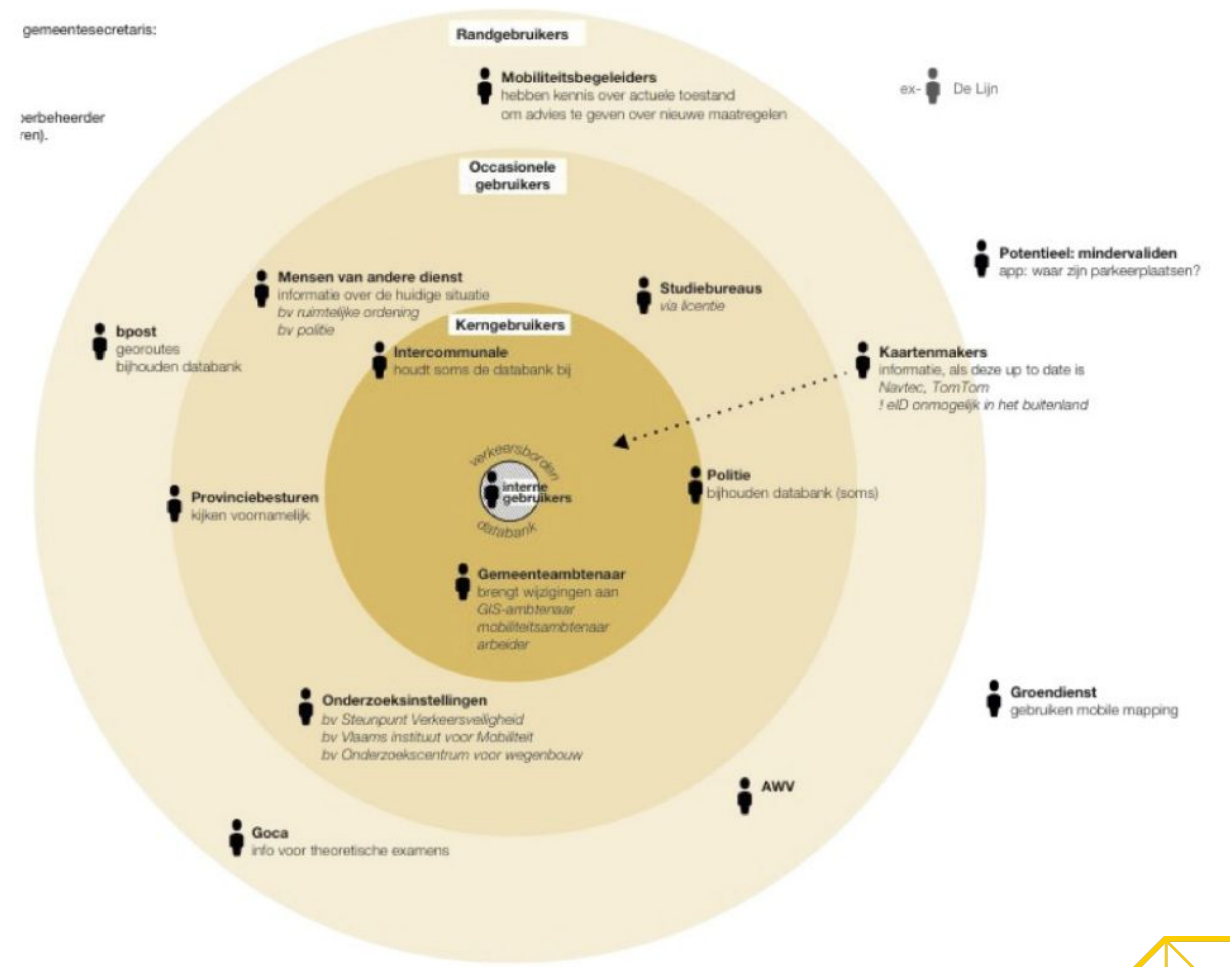 gemeentesecretaris:
Randgebruikers
Mobiliteitsbegeleiders
hebben kennis over actuele toestand
om advies te geven over nieuwe maatregelen
ex- De Lijn
ren).
Occasionele
gebruikers
Potentieel: mindervaliden
app: waar zijn parkeerplaatsen?
Mensen van andere dienst
informatie over de huidige situatie
bv ruimtelijke ordening
bv politie
Studiebureaus
via licentie
bpost
georoutes
bijhouden databank
Kerngebruikers
Intercommunale
houdt soms de databank bij
Kaartenmakers
informatie, als deze up to date is
Navtec, TomTom
! eID onmogelijk in het buitenland
verkeersborden
interne
gebruikers
databank
Politie
bijhouden databank (soms)
Provinciebesturen
kijken voornamelijk
Gemeenteambtenaar
brengt wijzigingen aan
GIS-ambtenaar
mobiliteitsambtenaar
arbeider
Onderzoeksinstellingen
bv Steunpunt Verkeersveiligheid
bv Vlaams instituut voor Mobiliteit
bv Onderzoekscentrum voor wegenbouw
Groendienst
gebruiken mobile mapping
AWV
Goca
info voor theoretische examens